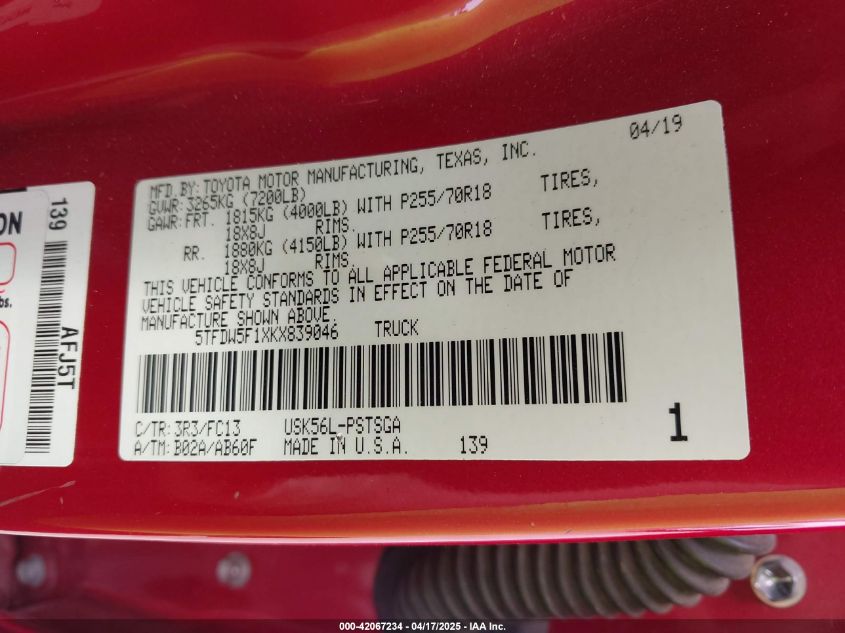 04/19
MFD.BY:TOYOTA MOTOR MANUFACTURING, TEXAS, INC.
GVWR:3265KG (7200LB)
GAWR:FRT. 1815KG (4000LB) WITH P255/70R18 TIRES,
18X8J RIMS.
RR. 1880KG (4150LB) WITH P255/70R18 TIRES,
18X8J RIMS.
THIS VEHICLE CONFORMS TO ALL APPLICABLE FEDERAL MOTOR
VEHICLE SAFETY STANDARDS IN EFFECT ON THE DATE OF
MANUFACTURE SHOWN ABOVE.
5TFDW5F1XKX839046 TRUCK
C/TR:3R3/FC13 USK56L-PSTSGA
A/TM:B02A/AB60F MADE IN U.S.A. 139
1
ON
bs.
139
AFJ5T
000-42067234 - 04/17/2025 - IAA Inc.